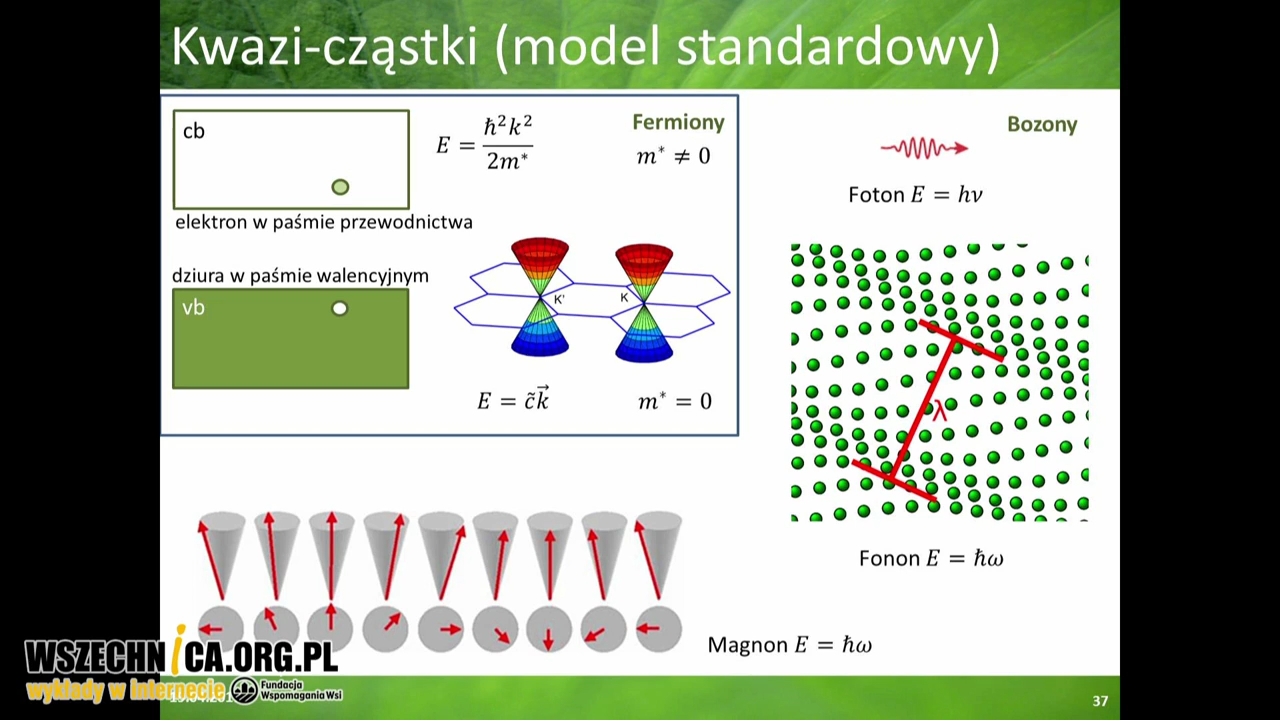 Kwazi-cząstki (model standardowy)
cb
E = ħ²k² / 2m*
Fermiony
m* ≠ 0
Bozony
Foton E = hν
elektron w paśmie przewodnictwa
dziura w paśmie walencyjnym
vb
K'
K
E = c̃k⃗
m* = 0
λ
Fonon E = ħω
Magnon E = ħω
WSZECHNiCA.ORG.PL
wykłady w internecie
Fundacja
Wspomagania Wsi
37